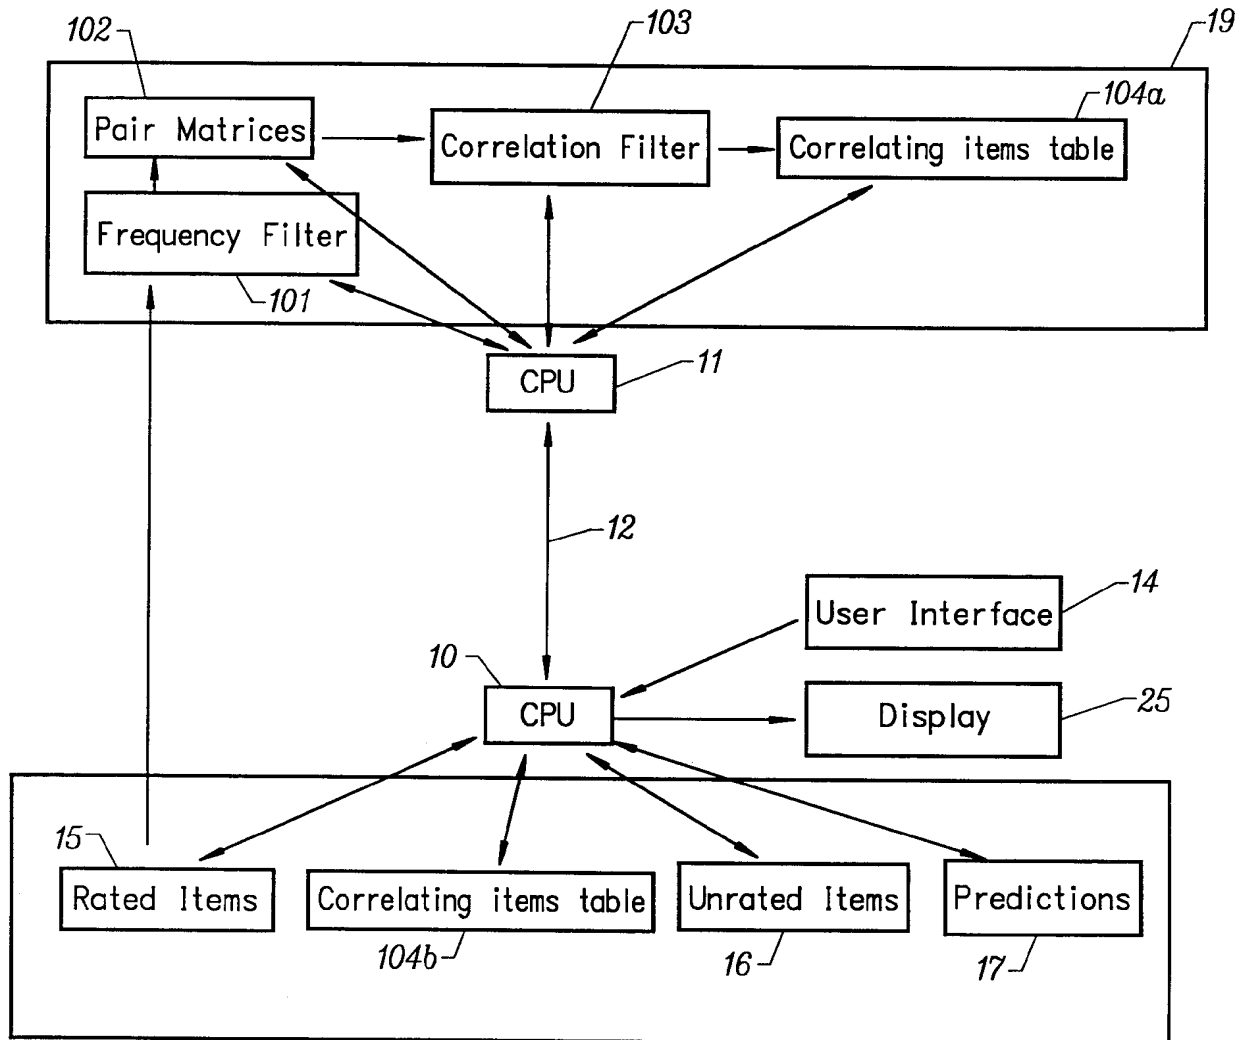 102
103
19
104a
Pair Matrices
Correlation Filter
Correlating items table
Frequency Filter
101
CPU
11
12
14
User Interface
10
CPU
25
Display
15
Rated Items
Correlating items table
Unrated Items
Predictions
104b
16
17